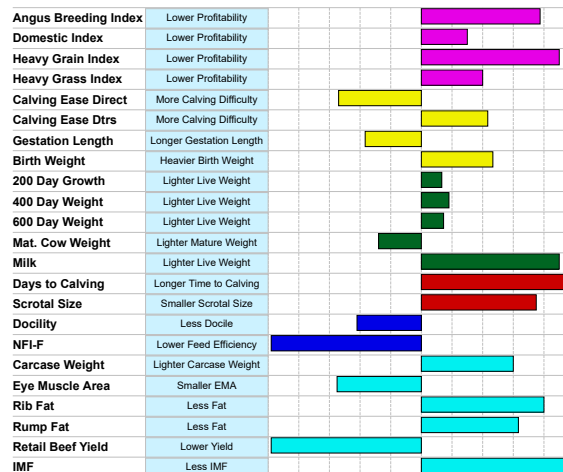 Angus Breeding Index Lower Profitability
Domestic Index Lower Profitability
Heavy Grain Index Lower Profitability
Heavy Grass Index Lower Profitability
Calving Ease Direct More Calving Difficulty
Calving Ease Dtrs More Calving Difficulty
Gestation Length Longer Gestation Length
Birth Weight Heavier Birth Weight
200 Day Growth Lighter Live Weight
400 Day Weight Lighter Live Weight
600 Day Weight Lighter Live Weight
Mat. Cow Weight Lighter Mature Weight
Milk Lighter Live Weight
Days to Calving Longer Time to Calving
Scrotal Size Smaller Scrotal Size
Docility Less Docile
NFI-F Lower Feed Efficiency
Carcase Weight Lighter Carcase Weight
Eye Muscle Area Smaller EMA
Rib Fat Less Fat
Rump Fat Less Fat
Retail Beef Yield Lower Yield
IMF Less IMF